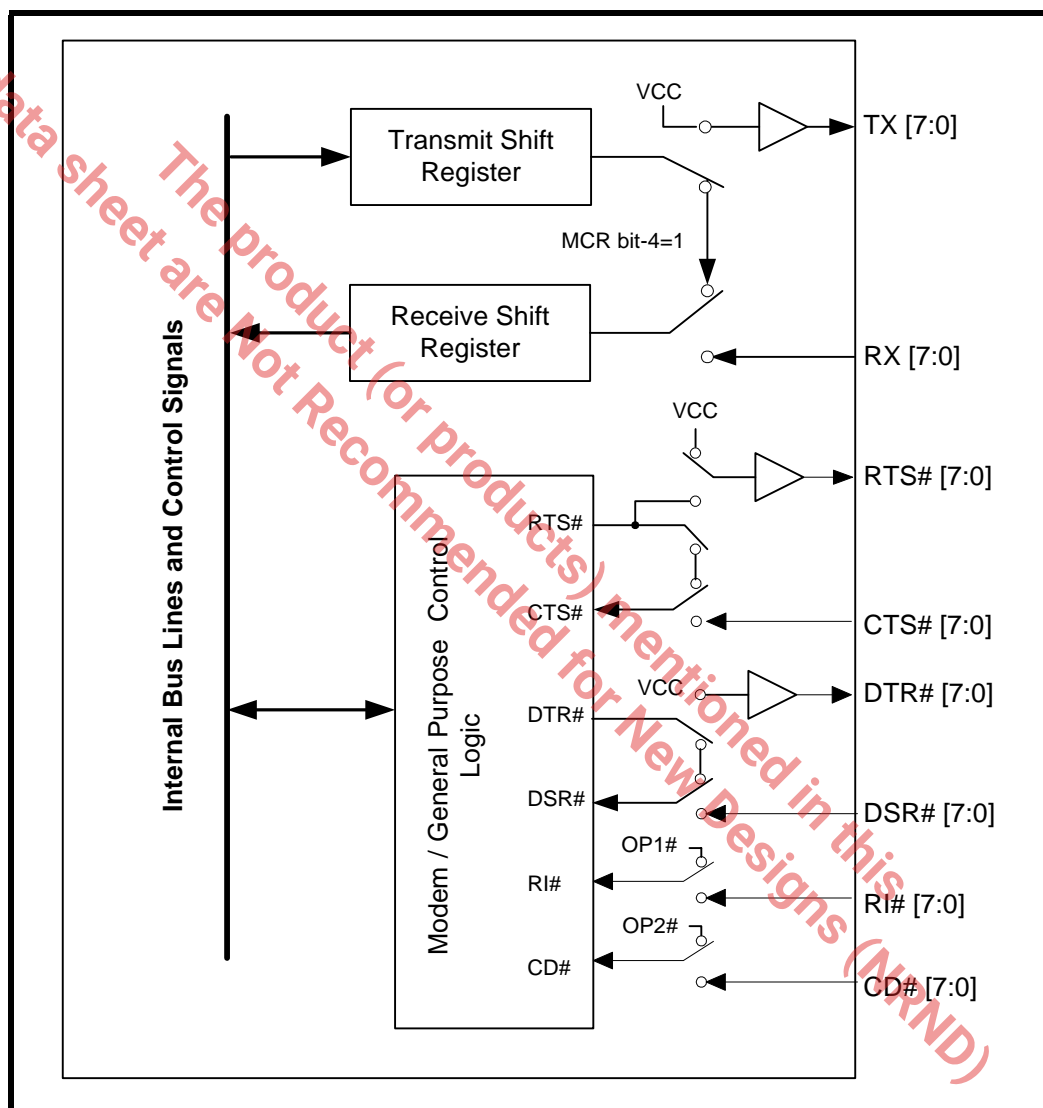 VCC
TX [7:0]
Transmit Shift
Register
MCR bit-4=1
Receive Shift
Register
RX [7:0]
Internal Bus Lines and Control Signals
VCC
RTS# [7:0]
RTS#
CTS#
CTS# [7:0]
Modem / General Purpose Control
Logic
VCC
DTR# [7:0]
DTR#
DSR#
DSR# [7:0]
OP1#
RI#
RI# [7:0]
OP2#
CD#
CD# [7:0]
The product (or products) mentioned in this
data sheet are Not Recommended for New Designs (NRND)